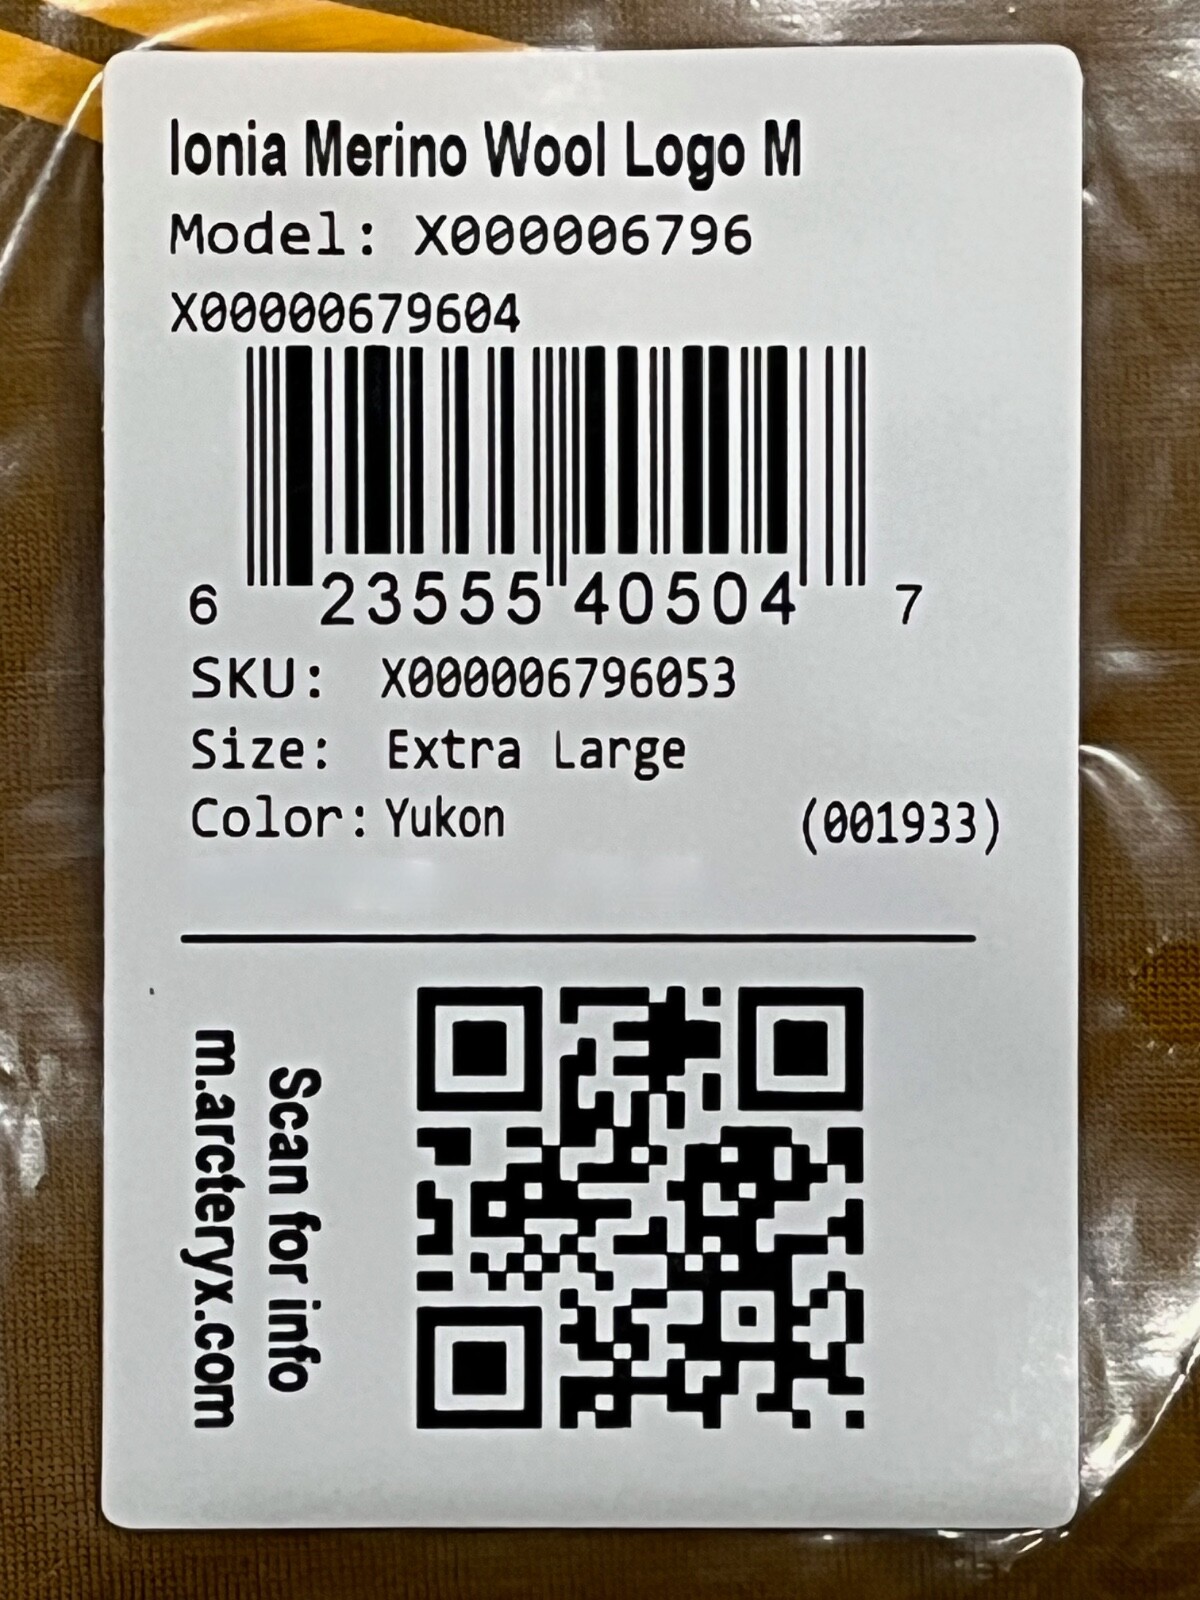 Ionia Merino Wool Logo M
Model: X000006796
X00000679604
6 23555 40504 7
SKU: X000006796053
Size: Extra Large
Color: Yukon (001933)
Scan for info
m.arcteryx.com